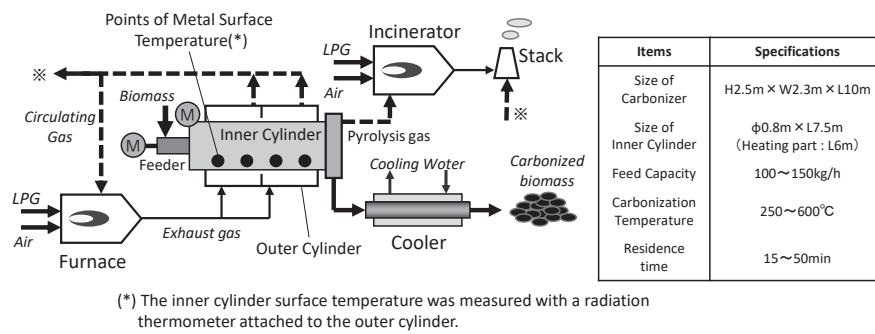 Points of Metal Surface
Temperature(*)
Incinerator
LPG
Air
Stack
※
※
Circulating
Gas
Biomass
M
M
Inner Cylinder
Pyrolysis gas
Feeder
Cooling Water
Carbonized
biomass
LPG
Air
Exhaust gas
Outer Cylinder
Cooler
Furnace
Items Specifications
Size of
Carbonizer
H2.5m×W2.3m×L10m
Size of
Inner Cylinder
φ0.8m×L7.5m
(Heating part : L6m)
Feed Capacity 100~150kg/h
Carbonization
Temperature
250~600℃
Residence
time
15~50min
(*) The inner cylinder surface temperature was measured with a radiation
thermometer attached to the outer cylinder.